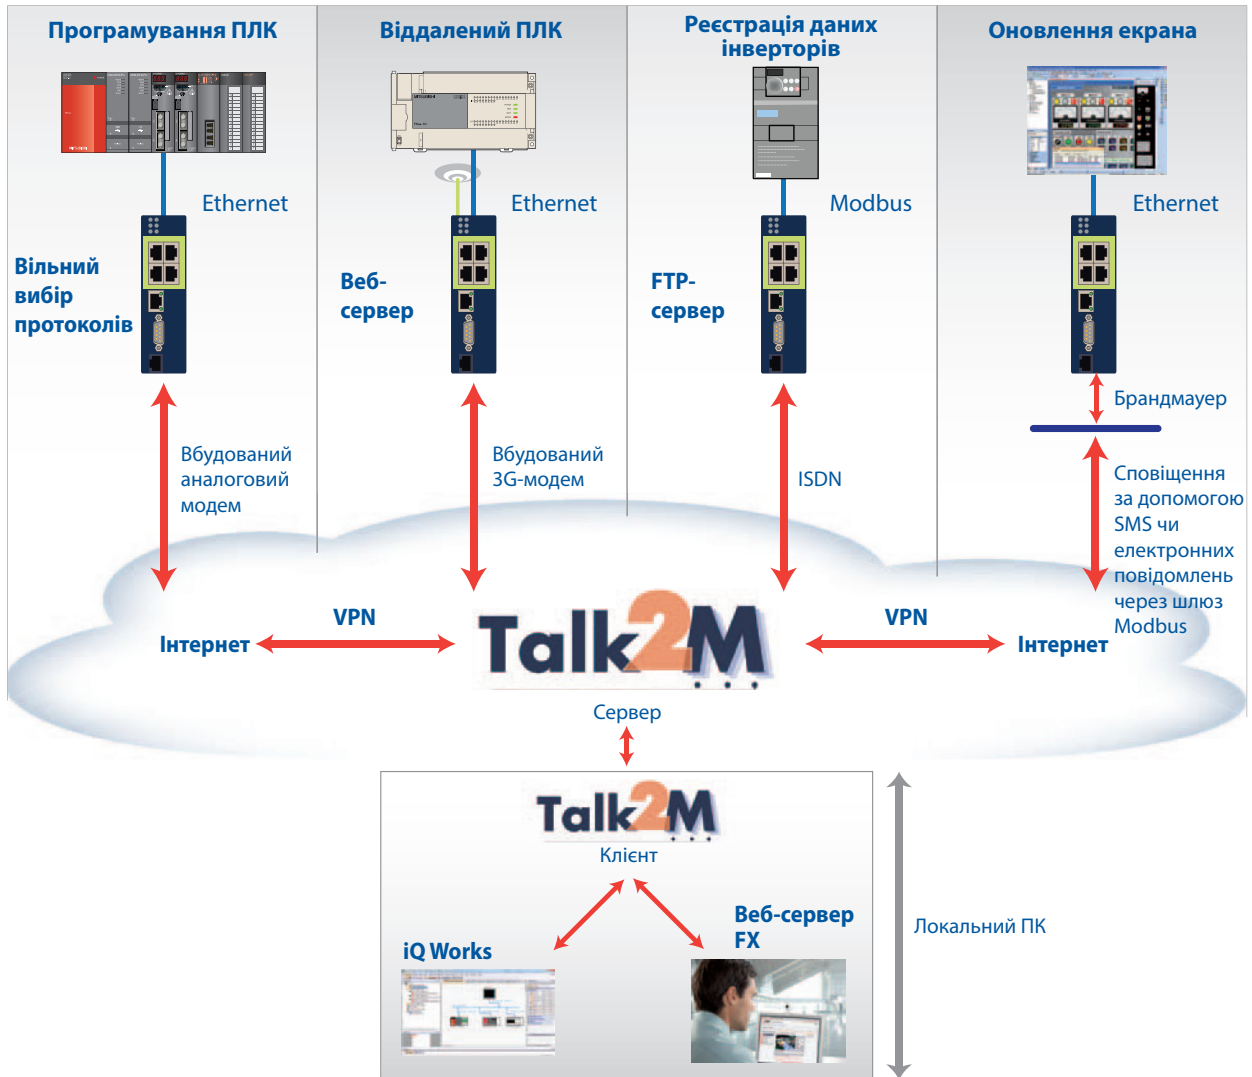 Програмування ПЛК
Віддалений ПЛК
Реєстрація даних
інверторів
Оновлення екрана
Ethernet
Ethernet
Modbus
Ethernet
Вільний
вибір
протоколів
Веб-
сервер
FTP-
сервер
Брандмауер
Вбудований
аналоговий
модем
Вбудований
3G-модем
ISDN
Сповіщення
за допомогою
SMS чи
електронних
повідомлень
через шлюз
Modbus
Інтернет
VPN
Talk2M
VPN
Інтернет
Сервер
Talk2M
Клієнт
iQ Works
Веб-сервер
FX
Локальний ПК